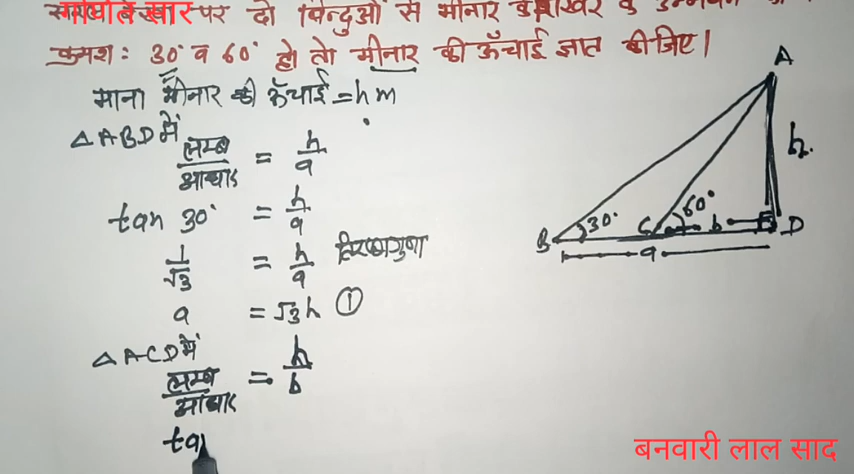 गणित सार पर दो बिन्दुओं से मीनार के
क्रमशः 30° व 60° हो तो मीनार की ऊँचाई ज्ञात कीजिए।
माना मीनार की ऊँचाई = h m
△ABD में
लम्ब/आधार = h/a
tan 30° = h/a
1/√3 = h/a
a = √3h ①
△ACD में
लम्ब/आधार = h/b
ta
A
h.
60°
30°
B
C
b
D
a
बनवारी लाल साद